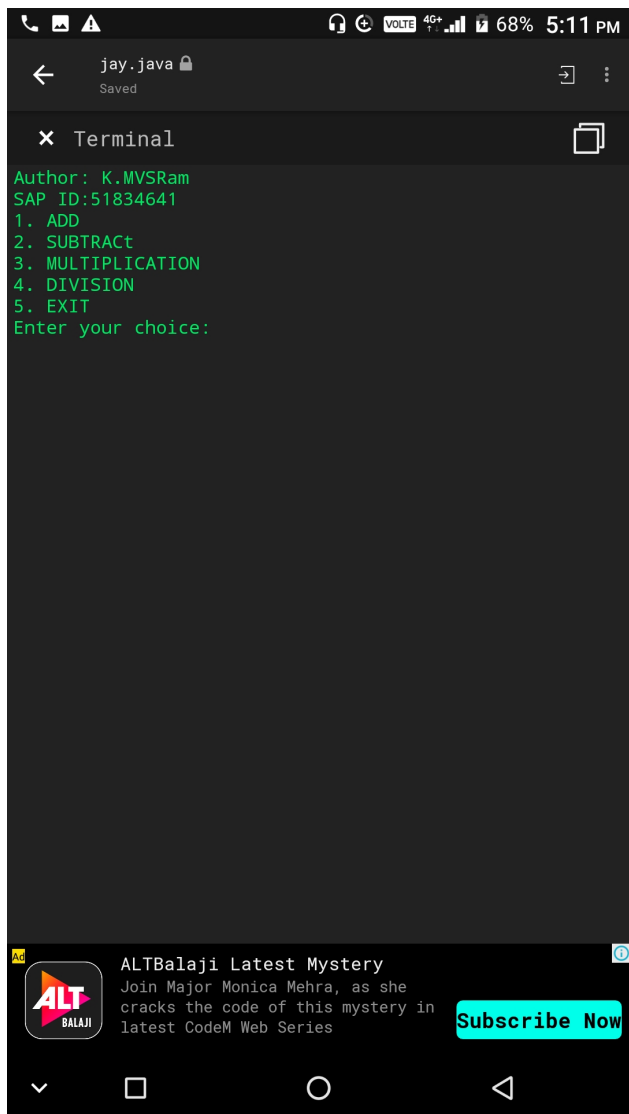 VOLTE 4G+ 68% 5:11 PM
jay.java
Saved
Terminal
Author: K.MVSRam
SAP ID:51834641
1. ADD
2. SUBTRACt
3. MULTIPLICATION
4. DIVISION
5. EXIT
Enter your choice:
Ad
ALTBalaji Latest Mystery
Join Major Monica Mehra, as she
cracks the code of this mystery in
latest CodeM Web Series
ALT
BALAJI
Subscribe Now